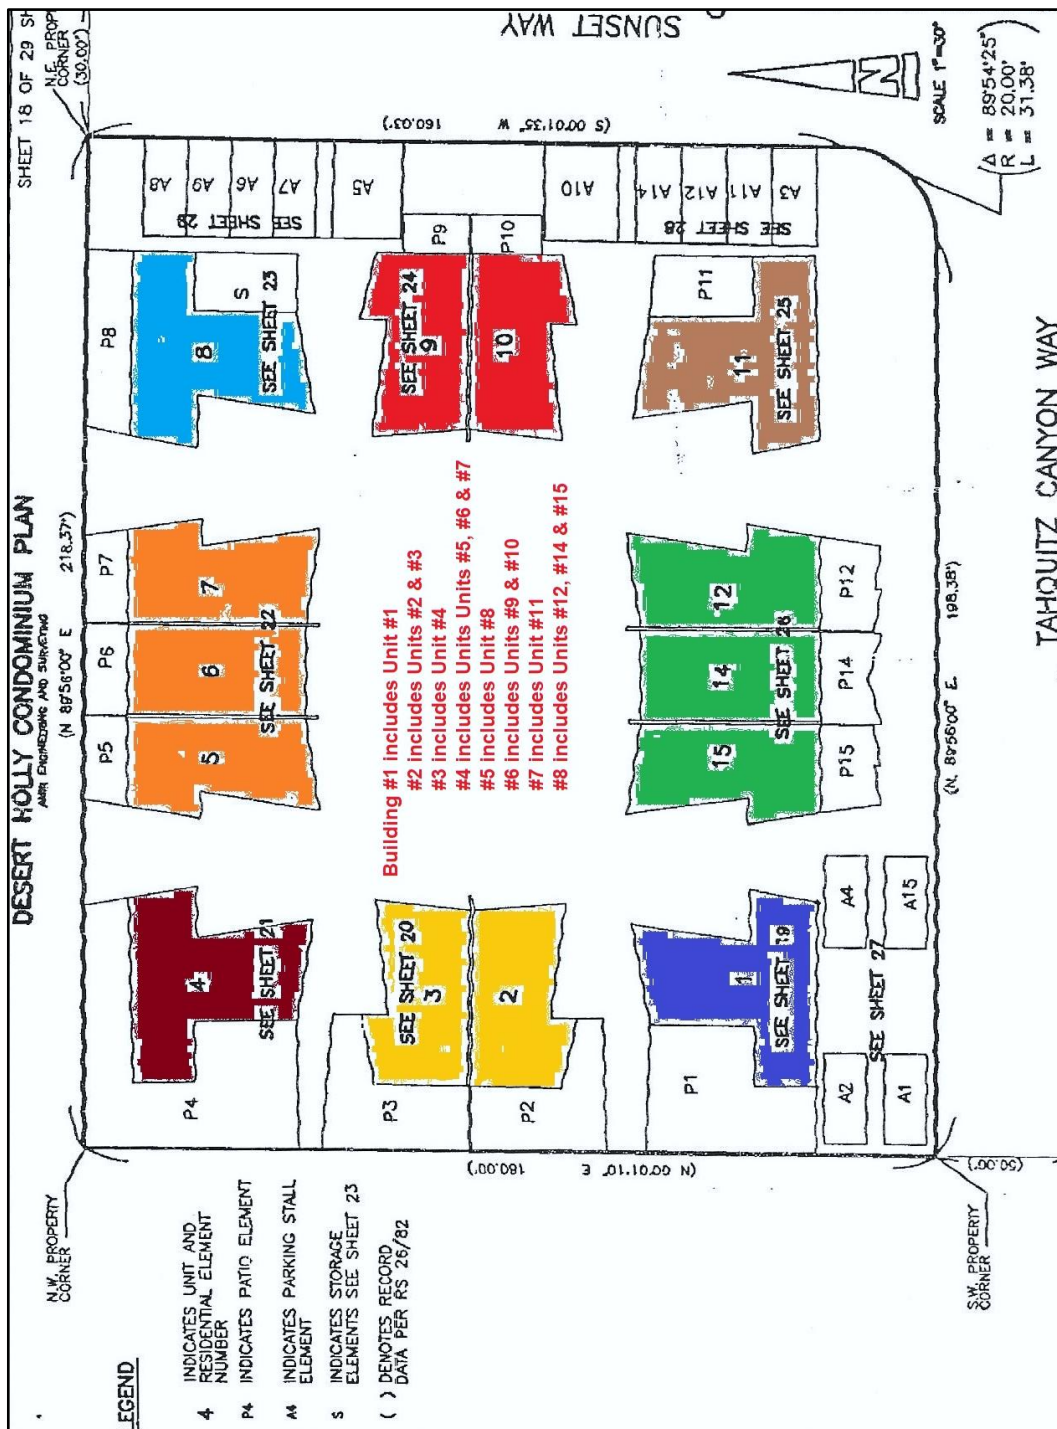 SHEET 18 OF 29 SH
DESERT HOLLY CONDOMINIUM PLAN
ENGINEERING AND SURVEYING
N.W. PROPERTY
CORNER
(N 89°56'00" E 218.37')
N.E. PROP
CORNER
(30.00')
SUNSET WAY
N
SCALE 1"=30'
(S 00°01'35" W 160.03')
P4
P5
P6
P7
P8
4
SEE SHEET 21
5
6
7
SEE SHEET 22
8
SEE SHEET 23
S
A8
A9
A6
A7
SEE SHEET 29
A5
P3
3
SEE SHEET 20
2
P2
Building #1 includes Unit #1
#2 includes Units #2 & #3
#3 includes Unit #4
#4 includes Units Units #5, #6 & #7
#5 includes Unit #8
#6 includes Units #9 & #10
#7 includes Unit #11
#8 includes Units #12, #14 & #15
SEE SHEET 24
9
10
P9
P10
A10
A14
A12
A11
A3
SEE SHEET 28
P1
1
SEE SHEET 19
15
14
12
SEE SHEET 26
P15
P14
P12
11
SEE SHEET 25
P11
A2
A4
A1
A15
SEE SHEET 27
(N 00°01'10" E 160.00')
(N. 89°56'00" E. 198.38')
(50.00')
S.W. PROPERTY
CORNER
TAHQUITZ CANYON WAY
Δ = 89°54'25"
R = 20.00'
L = 31.38'
EGEND
4 INDICATES UNIT AND
RESIDENTIAL ELEMENT
NUMBER
P4 INDICATES PATIO ELEMENT
A4 INDICATES PARKING STALL
ELEMENT
S INDICATES STORAGE
ELEMENTS SEE SHEET 23
( ) DENOTES RECORD
DATA PER RS 26/82